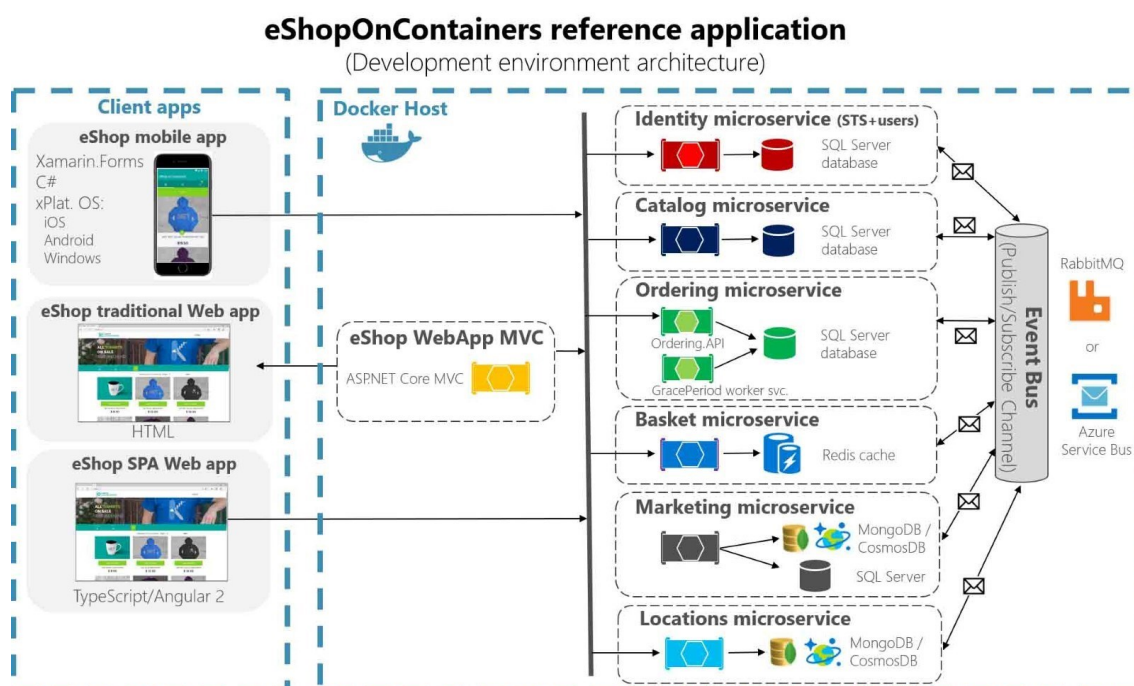 eShopOnContainers reference application
(Development environment architecture)
Client apps
eShop mobile app
Xamarin.Forms
C#
xPlat. OS:
iOS
Android
Windows
eShop traditional Web app
HTML
eShop SPA Web app
TypeScript/Angular 2
Docker Host
eShop WebApp MVC
ASP.NET Core MVC
Identity microservice (STS+users)
SQL Server
database
Catalog microservice
SQL Server
database
Ordering microservice
Ordering.API
SQL Server
database
GracePeriod worker svc.
Basket microservice
Redis cache
Marketing microservice
MongoDB /
CosmosDB
SQL Server
Locations microservice
MongoDB /
CosmosDB
Event Bus
(Publish/Subscribe Channel)
RabbitMQ
or
Azure
Service Bus